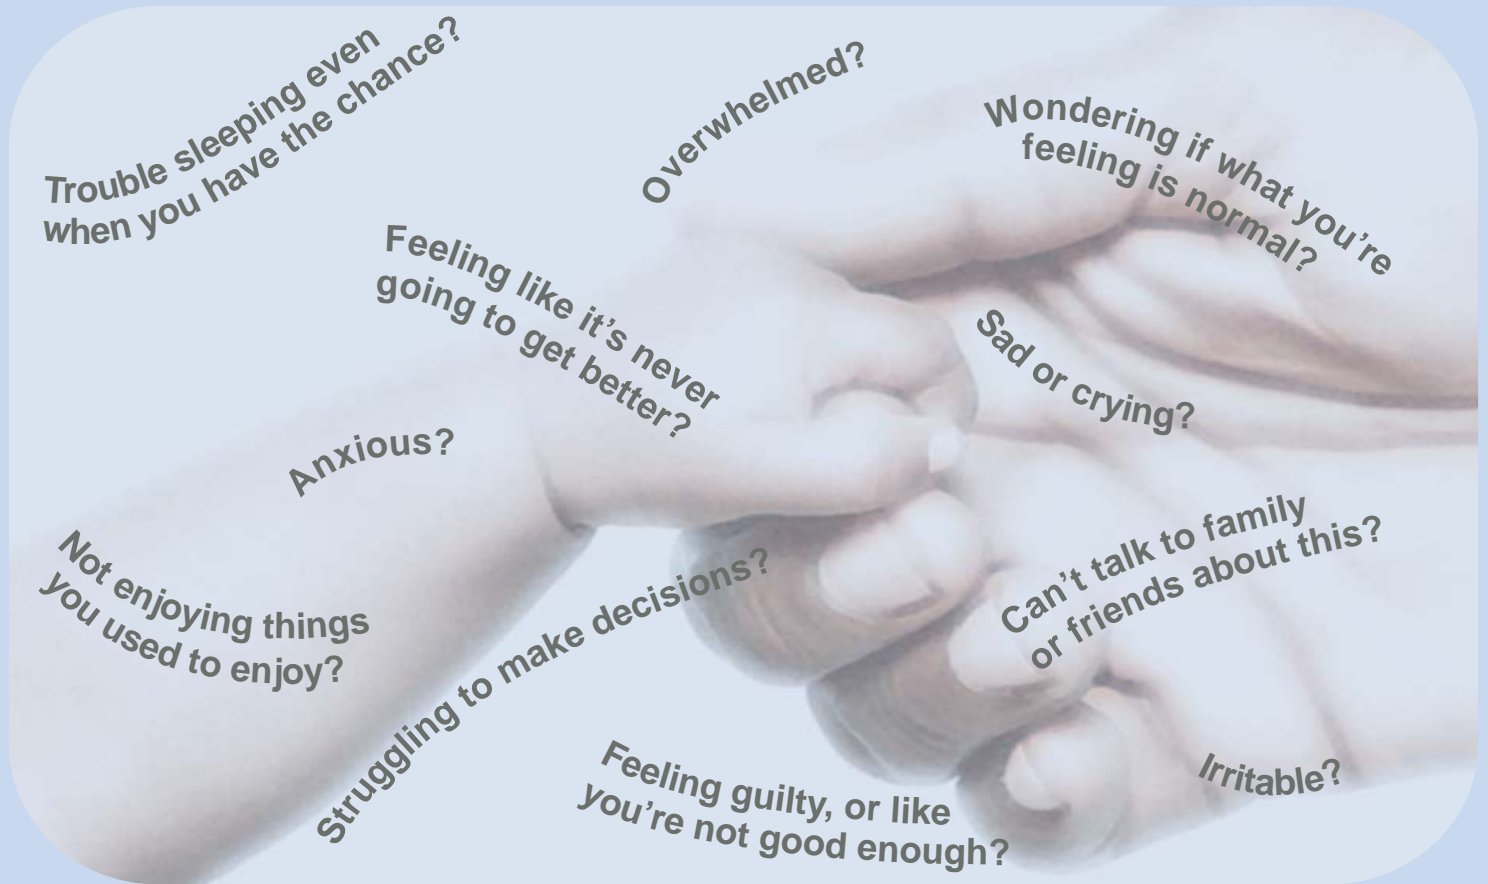 Trouble sleeping even
when you have the chance?
Overwhelmed?
Wondering if what you’re
feeling is normal?
Feeling like it’s never
going to get better?
Sad or crying?
Anxious?
Not enjoying things
you used to enjoy?
Struggling to make decisions?
Can’t talk to family
or friends about this?
Feeling guilty, or like
you’re not good enough?
Irritable?